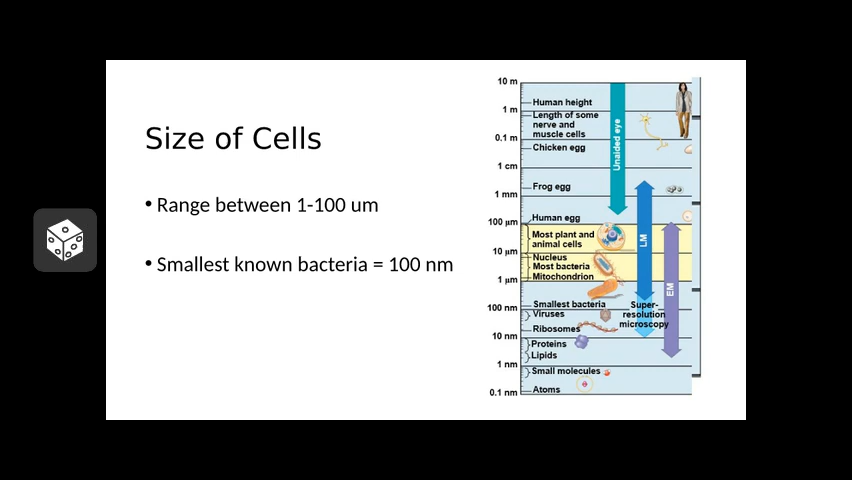 Size of Cells
• Range between 1-100 um
• Smallest known bacteria = 100 nm
10 m
Human height
1 m
Length of some
nerve and
muscle cells
0.1 m
Chicken egg
Unaided eye
1 cm
Frog egg
1 mm
Human egg
100 µm
Most plant and
animal cells
LM
10 µm
Nucleus
Most bacteria
Mitochondrion
1 µm
EM
Smallest bacteria
100 nm
Viruses
Super-
resolution
microscopy
Ribosomes
10 nm
Proteins
Lipids
1 nm
Small molecules
Atoms
0.1 nm